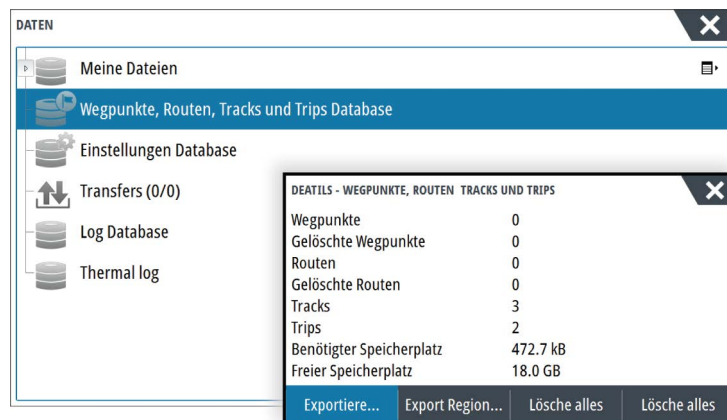 DATEN
Meine Dateien
Wegpunkte, Routen, Tracks und Trips Database
Einstellungen Database
Transfers (0/0)
Log Database
Thermal log
DEATILS - WEGPUNKTE, ROUTEN TRACKS UND TRIPS
Wegpunkte 0
Gelöschte Wegpunkte 0
Routen 0
Gelöschte Routen 0
Tracks 3
Trips 2
Benötigter Speicherplatz 472.7 kB
Freier Speicherplatz 18.0 GB
Exportiere... Export Region... Lösche alles Lösche alles